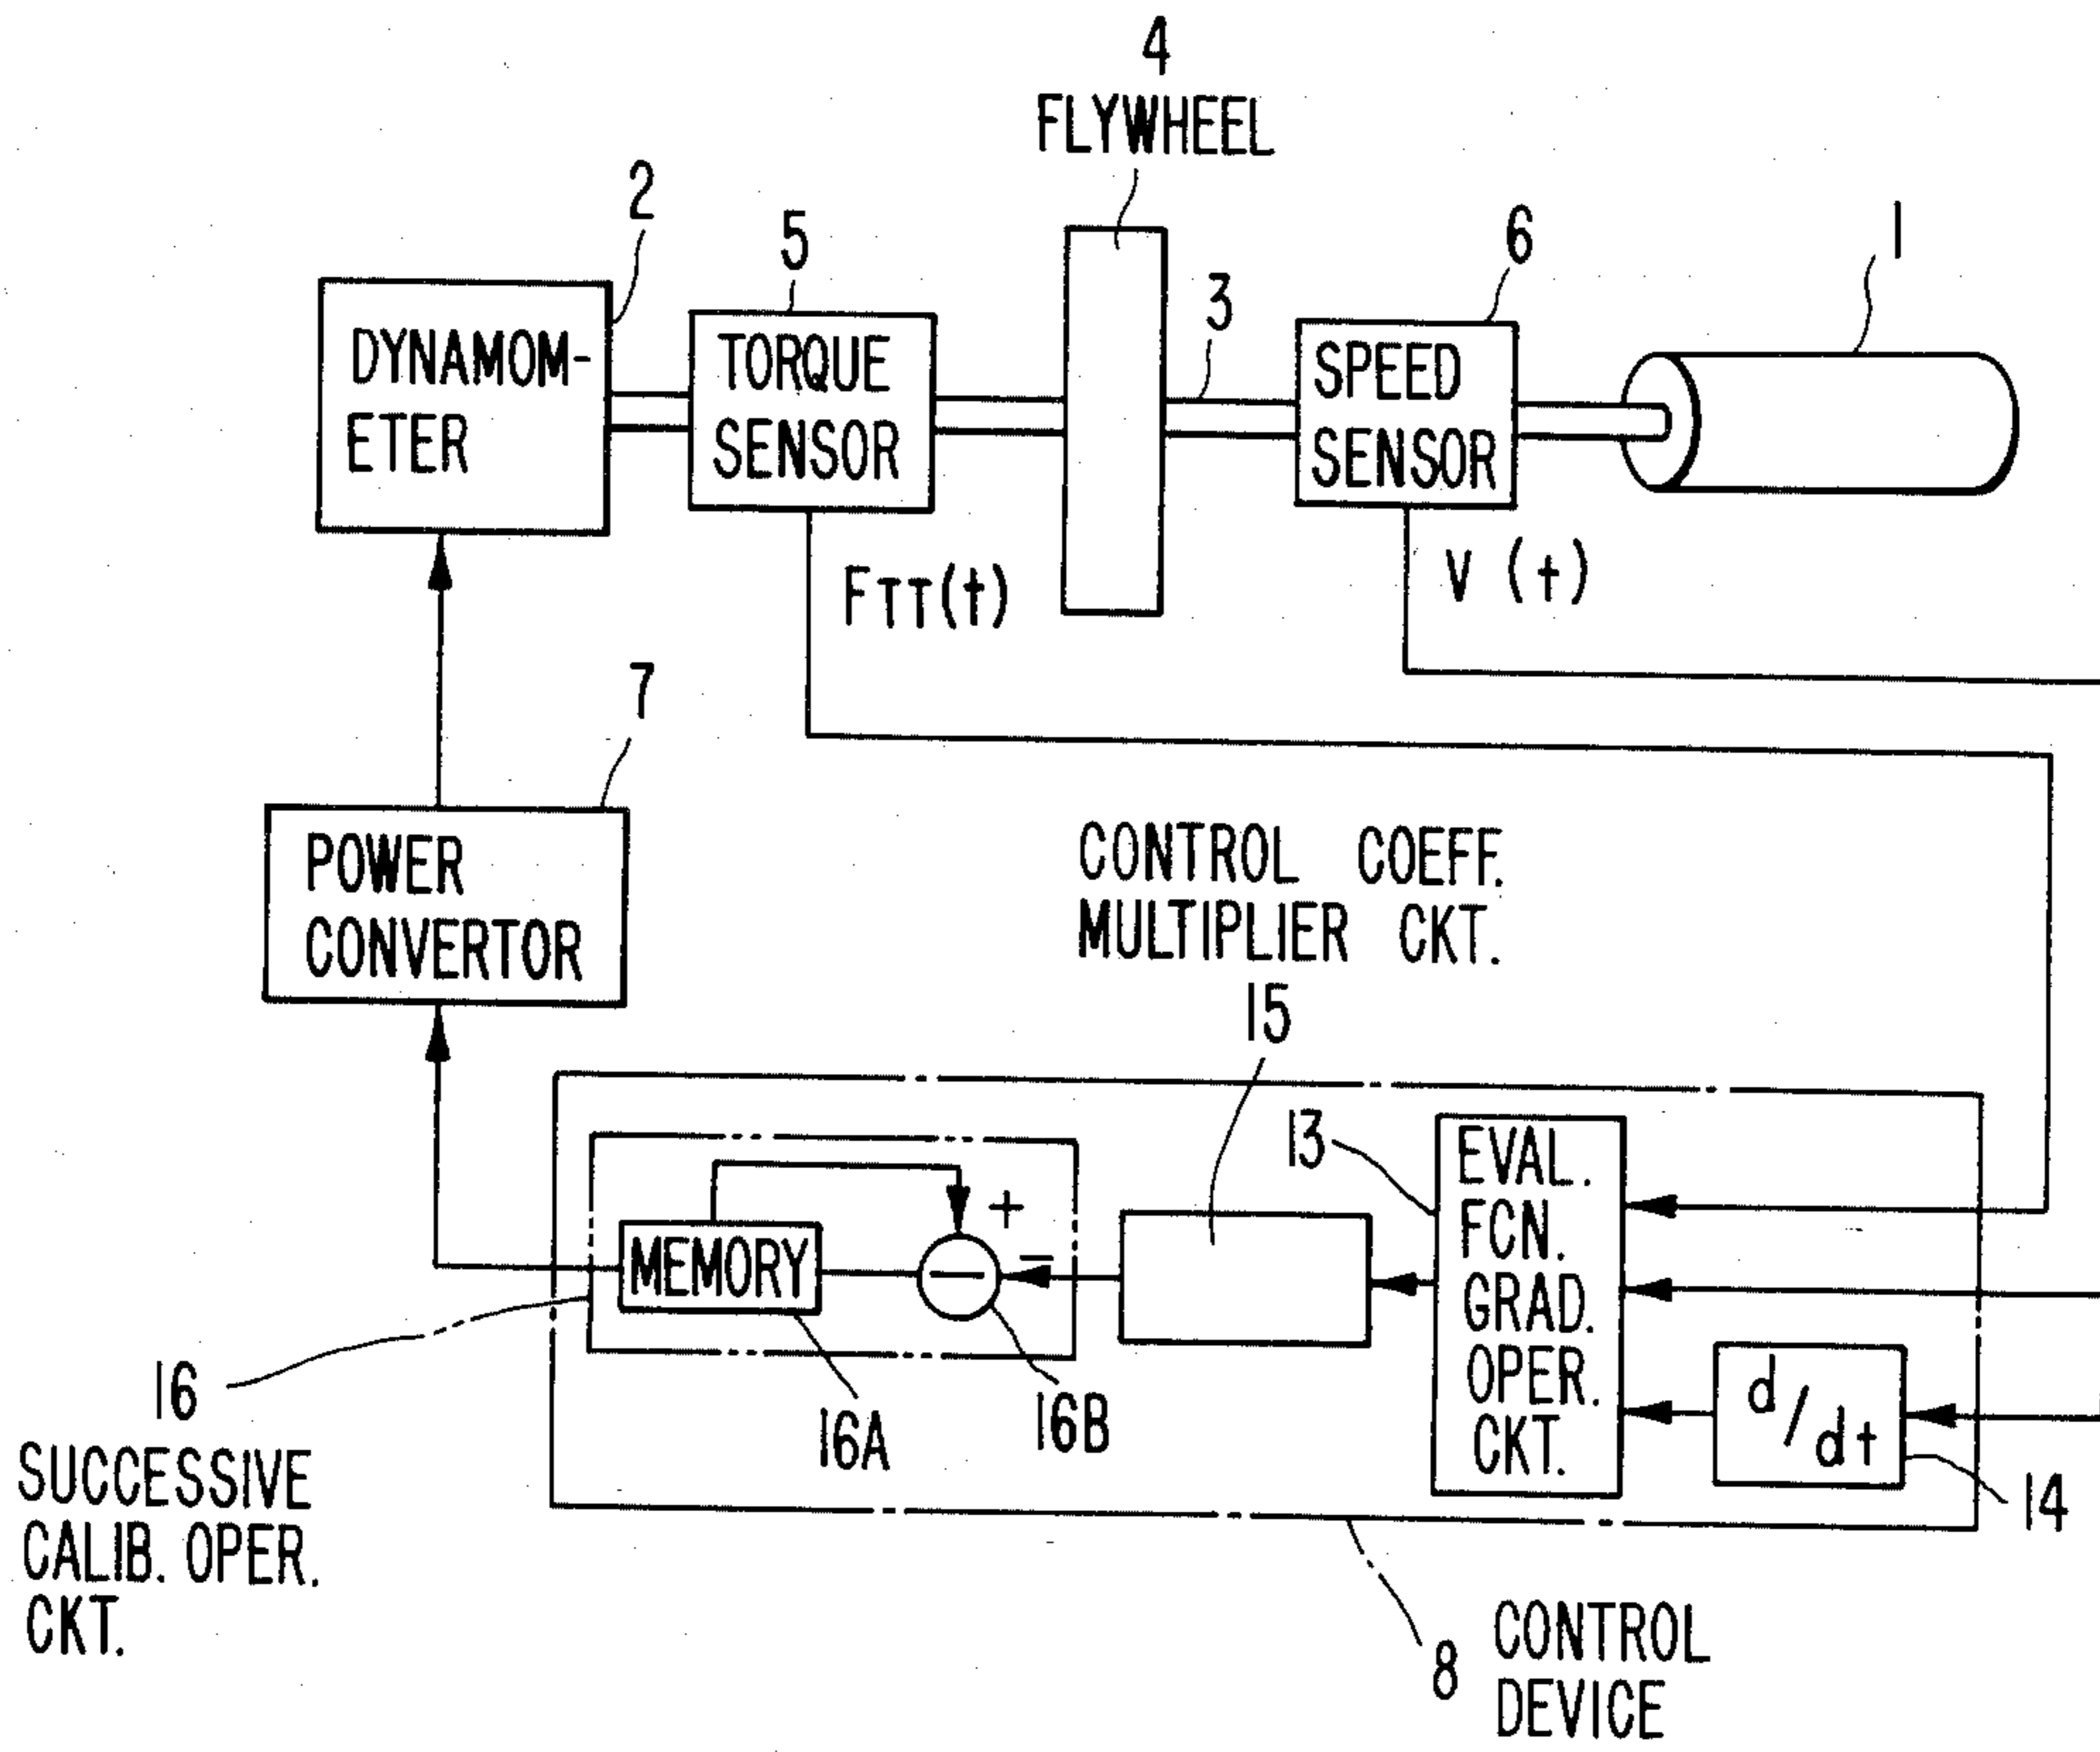 4
FLYWHEEL
2
5
6
1
3
DYNAMOM-
ETER
TORQUE
SENSOR
SPEED
SENSOR
FTT(t)
V (t)
7
POWER
CONVERTOR
CONTROL COEFF.
MULTIPLIER CKT.
15
13
EVAL.
FCN.
GRAD.
OPER.
CKT.
+
−
MEMORY
−
d/dt
16A
16B
14
16
SUCCESSIVE
CALIB. OPER.
CKT.
8 CONTROL
DEVICE